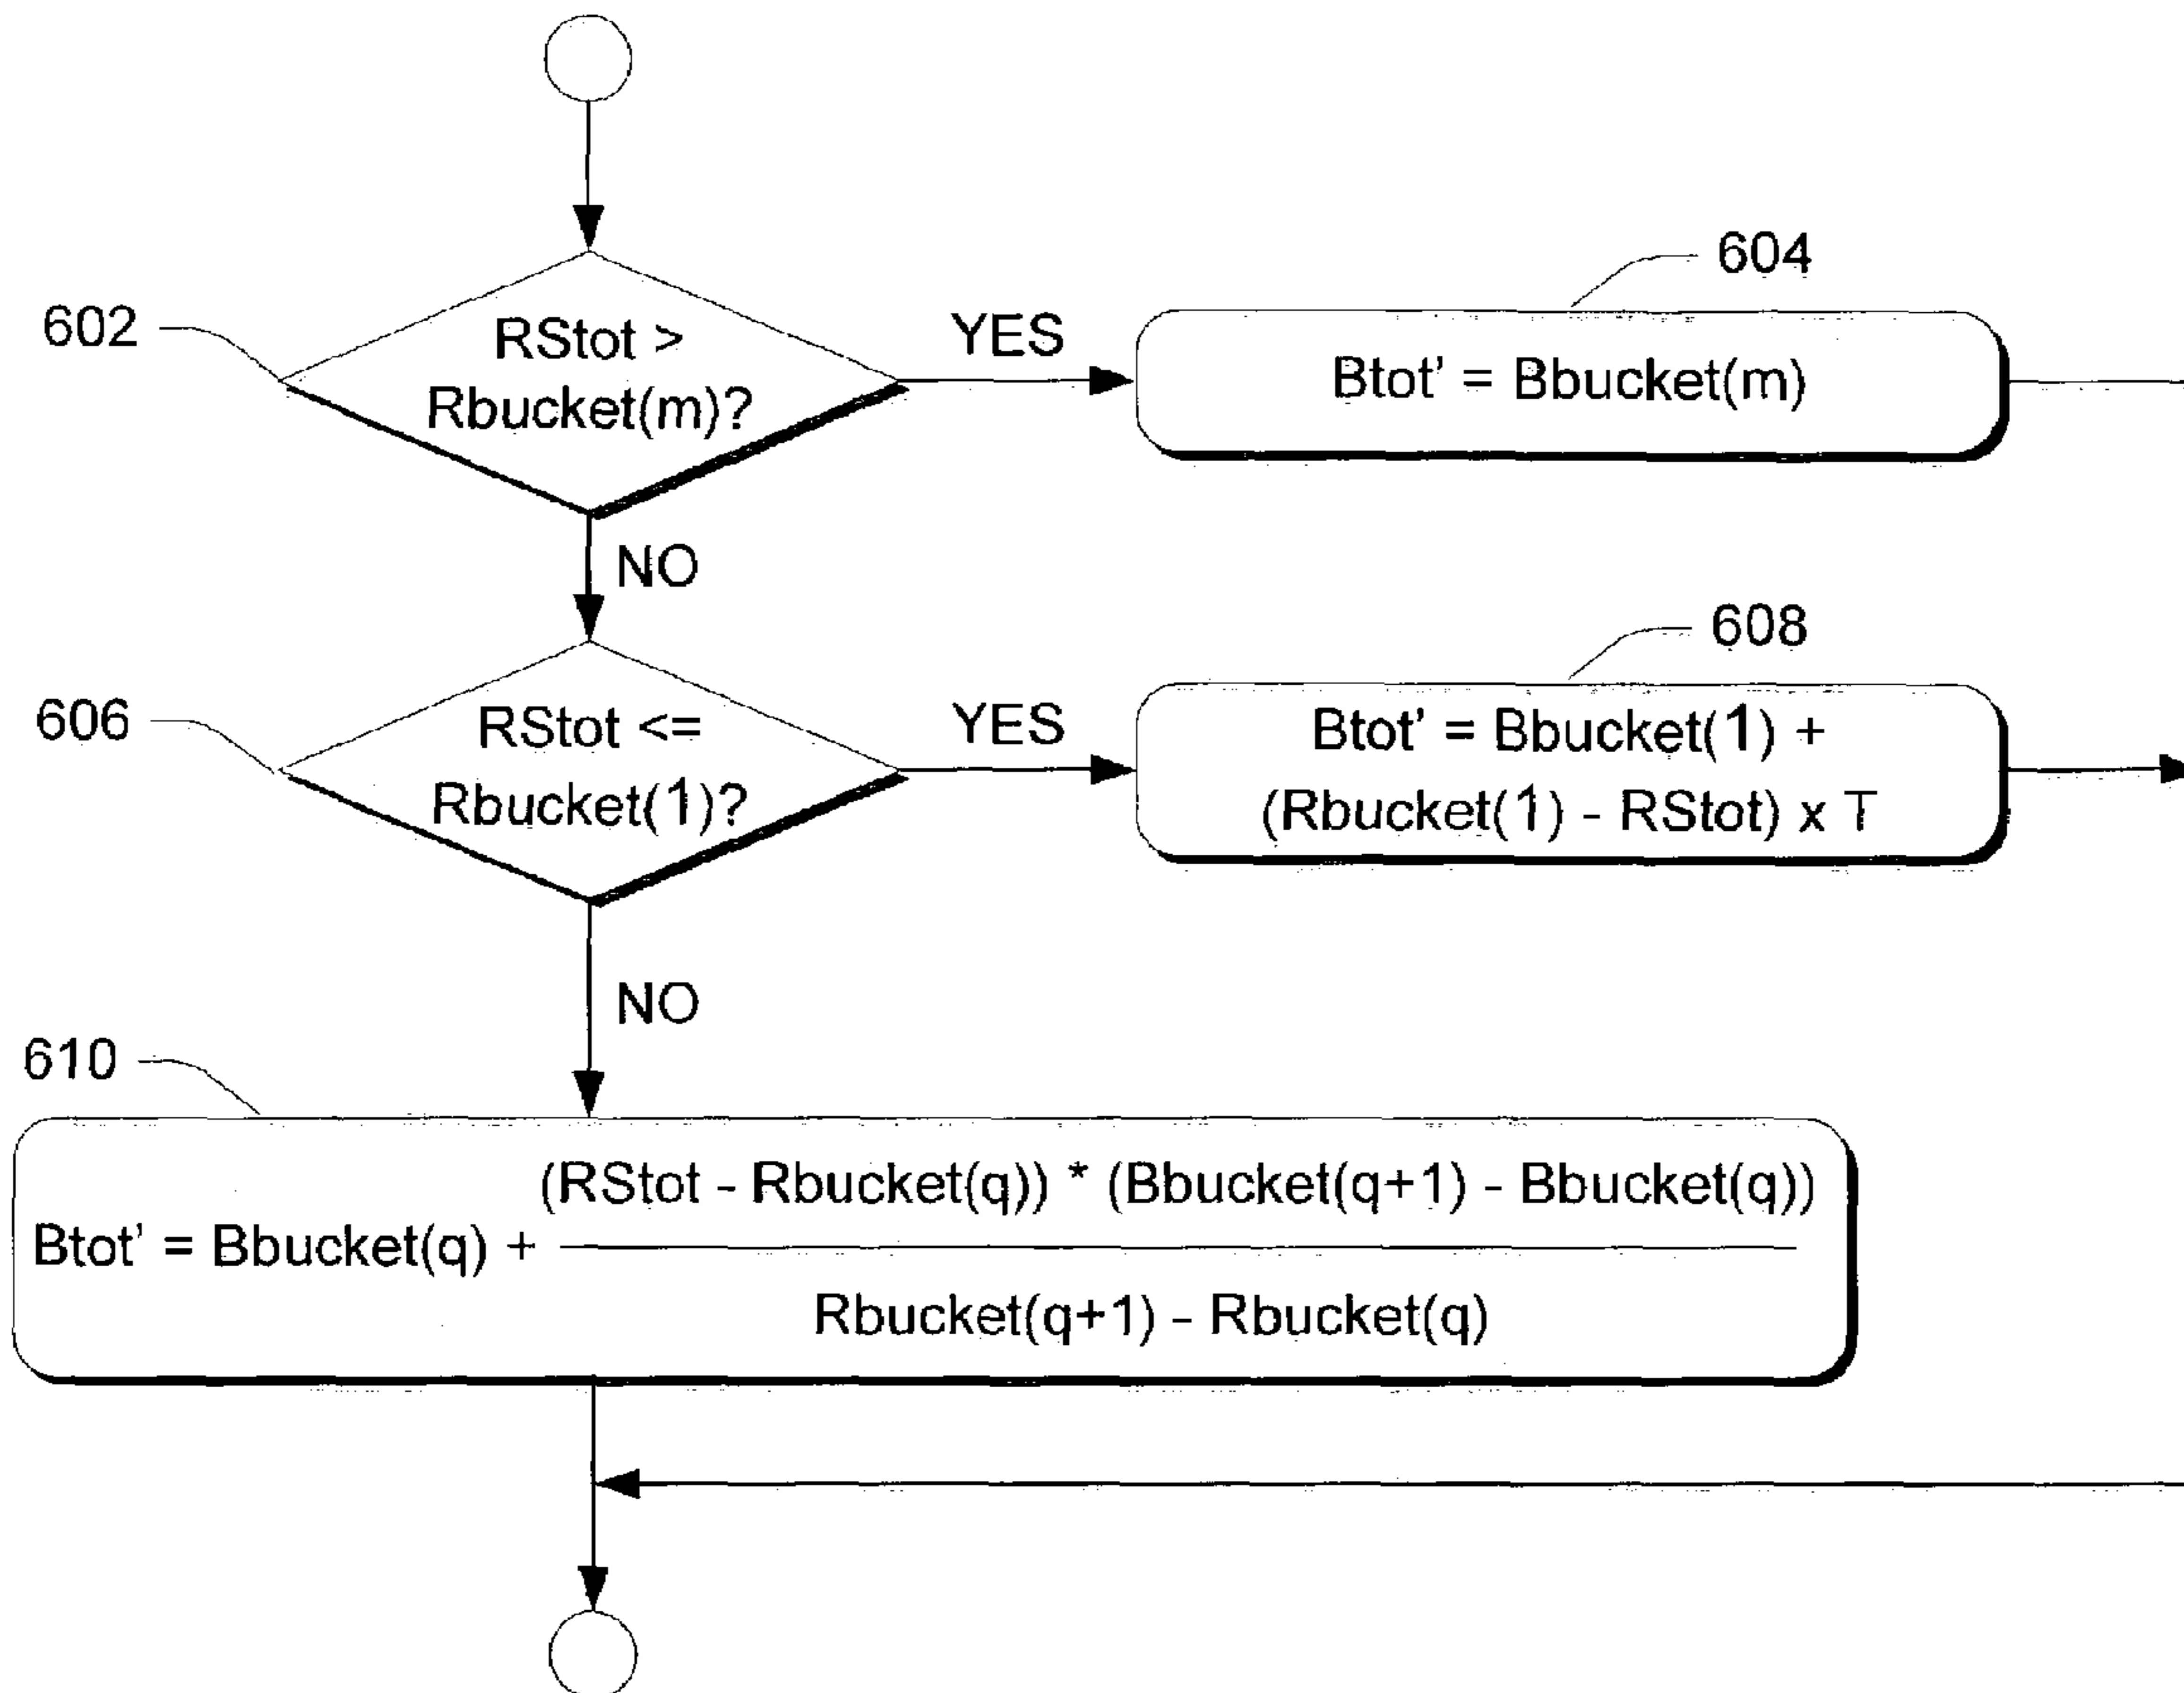 604
602
RStot >
Rbucket(m)?
YES
Btot' = Bbucket(m)
NO
608
606
RStot <=
Rbucket(1)?
YES
Btot' = Bbucket(1) +
(Rbucket(1) - RStot) x T
NO
610
(RStot - Rbucket(q)) * (Bbucket(q+1) - Bbucket(q))
Btot' = Bbucket(q) +
Rbucket(q+1) - Rbucket(q)